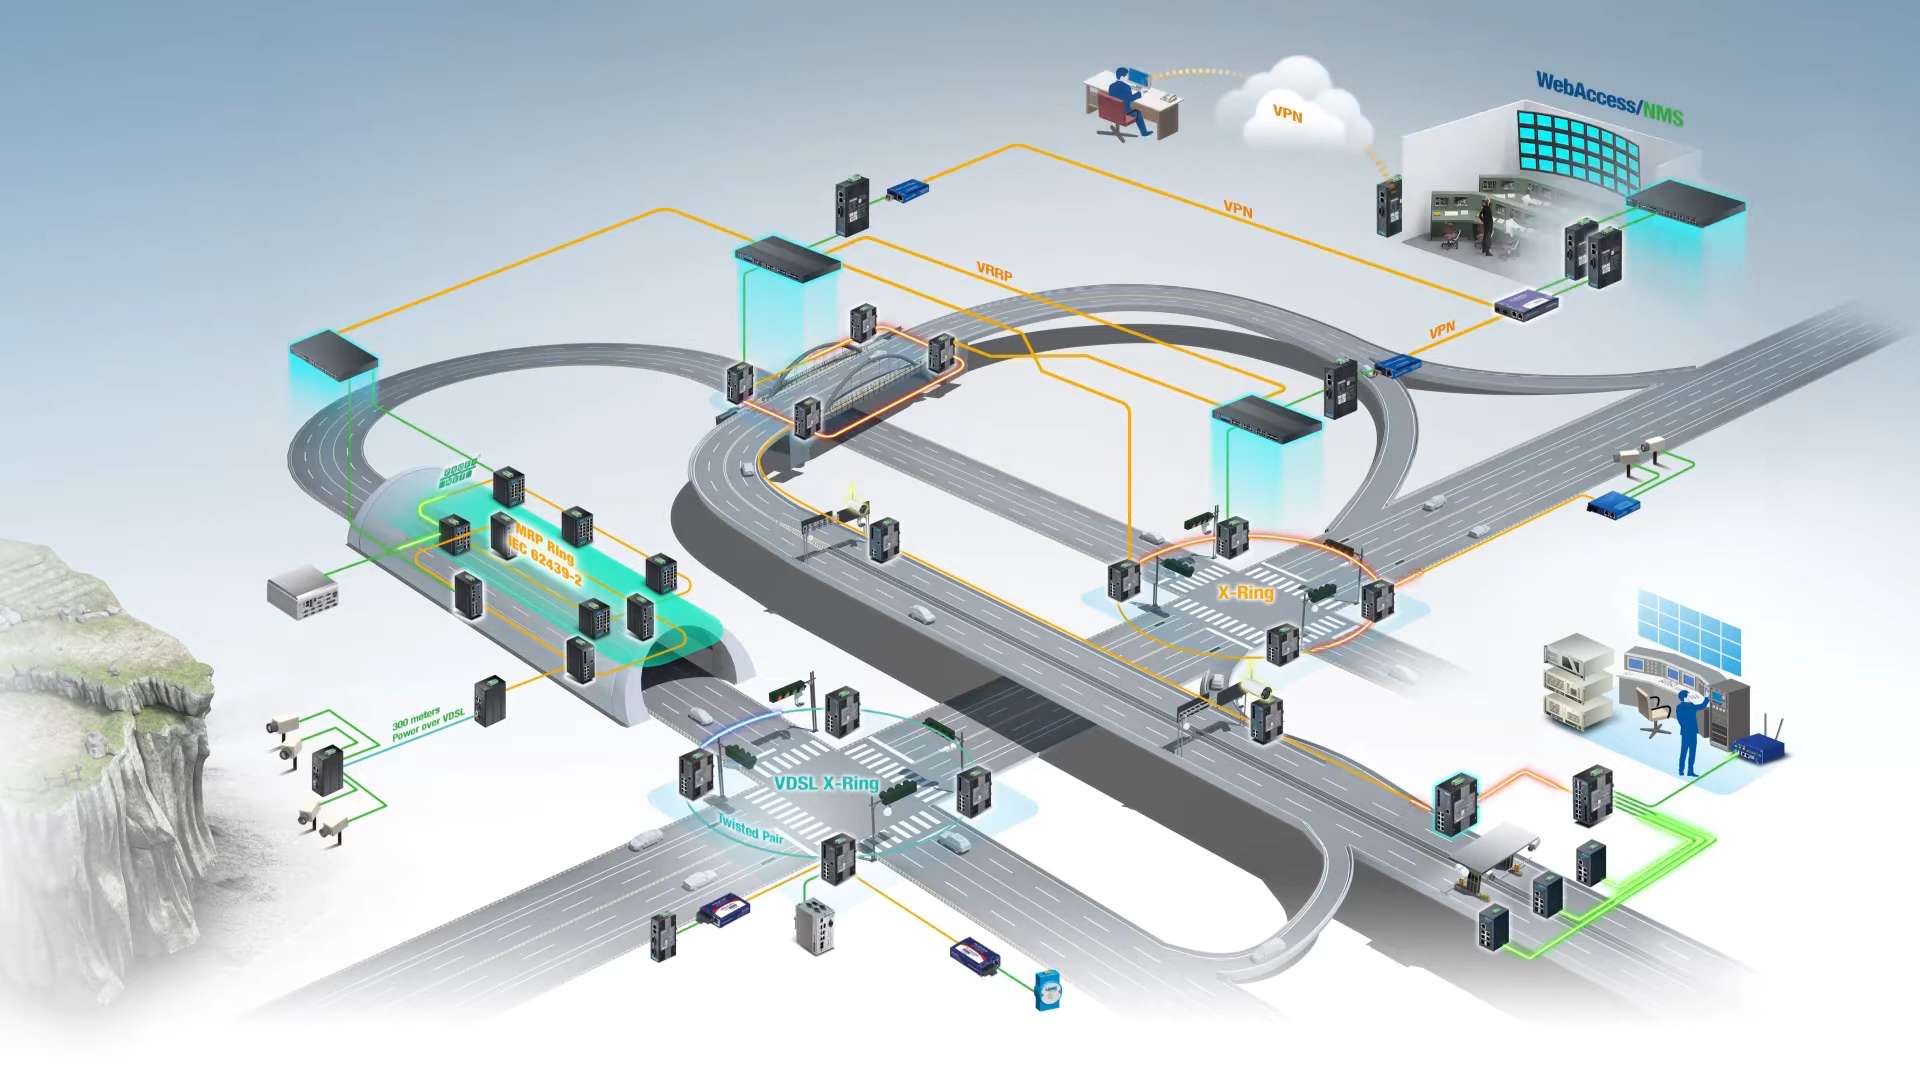 WebAccess/NMS
VPN
VPN
VRRP
VPN
MRP Ring
IEC 62439-2
X-Ring
300 meters
Power over VDSL
VDSL X-Ring
Twisted Pair